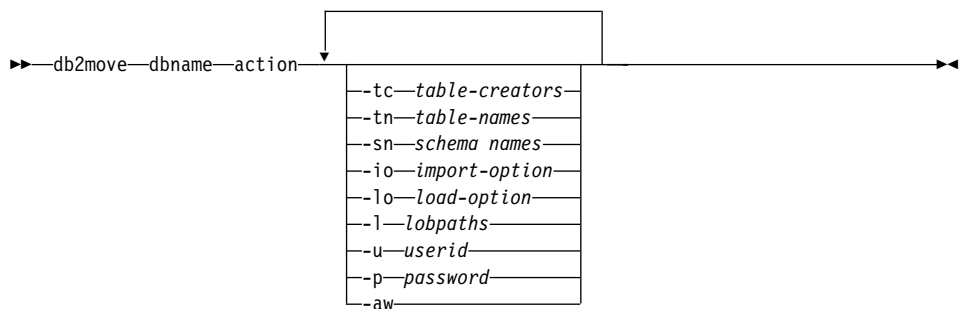 db2move dbname action
-tc table-creators
-tn table-names
-sn schema names
-io import-option
-lo load-option
-l lobpaths
-u userid
-p password
-aw